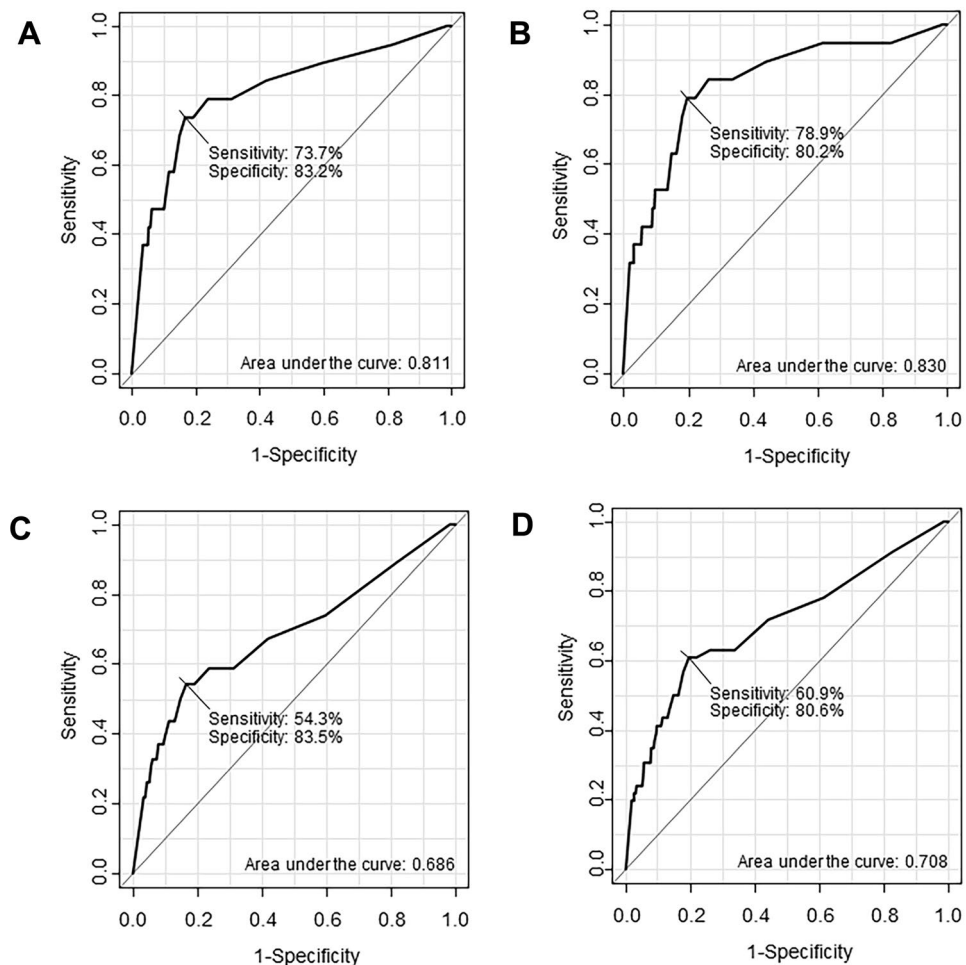 A
1.0
0.8
0.6
0.4
0.2
0.0
Sensitivity
Sensitivity: 73.7%
Specificity: 83.2%
Area under the curve: 0.811
0.0 0.2 0.4 0.6 0.8 1.0
1-Specificity
B
1.0
0.8
0.6
0.4
0.2
0.0
Sensitivity
Sensitivity: 78.9%
Specificity: 80.2%
Area under the curve: 0.830
0.0 0.2 0.4 0.6 0.8 1.0
1-Specificity
C
1.0
0.8
0.6
0.4
0.2
0.0
Sensitivity
Sensitivity: 54.3%
Specificity: 83.5%
Area under the curve: 0.686
0.0 0.2 0.4 0.6 0.8 1.0
1-Specificity
D
1.0
0.8
0.6
0.4
0.2
0.0
Sensitivity
Sensitivity: 60.9%
Specificity: 80.6%
Area under the curve: 0.708
0.0 0.2 0.4 0.6 0.8 1.0
1-Specificity